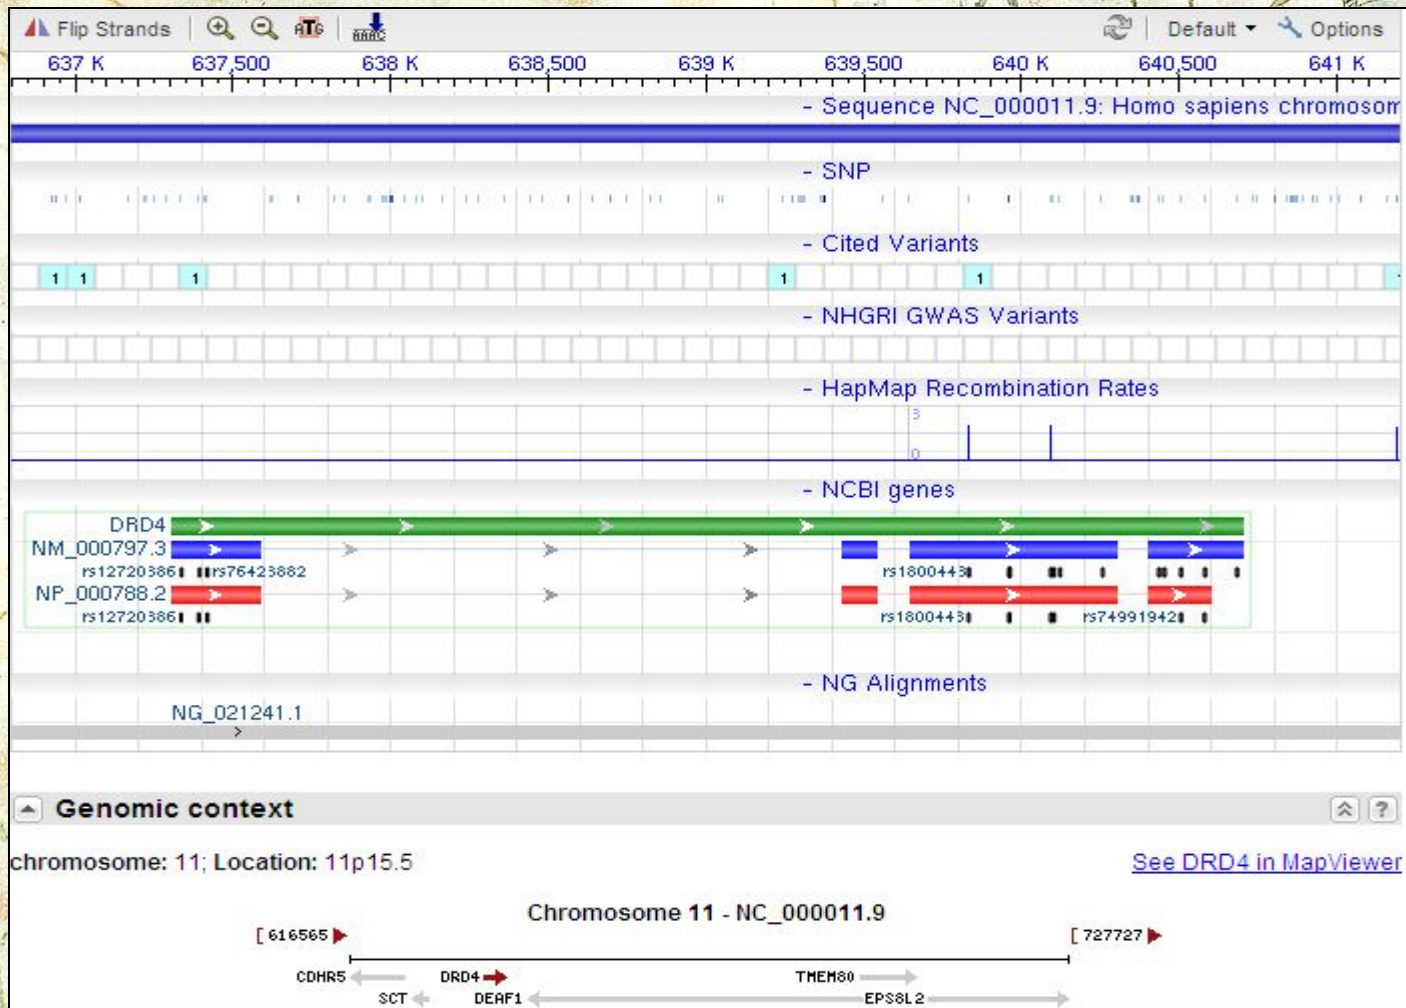 Flip Strands ATG AAAC Default Options
637 K 637,500 638 K 638,500 639 K 639,500 640 K 640,500 641 K
- Sequence NC_000011.9: Homo sapiens chromosom
- SNP
- Cited Variants
1 1 1 1 1
- NHGRI GWAS Variants
- HapMap Recombination Rates
3
0
- NCBI genes
DRD4
NM_000797.3
rs12720386 rs76423882 rs1800443
NP_000788.2
rs12720386 rs1800443 rs74991942
- NG Alignments
NG_021241.1
Genomic context ?
chromosome: 11; Location: 11p15.5 See DRD4 in MapViewer
Chromosome 11 - NC_000011.9
[ 616565 [ 727727
CDHR5 DRD4 TMEM80
SCT DEAF1 EPS8L2